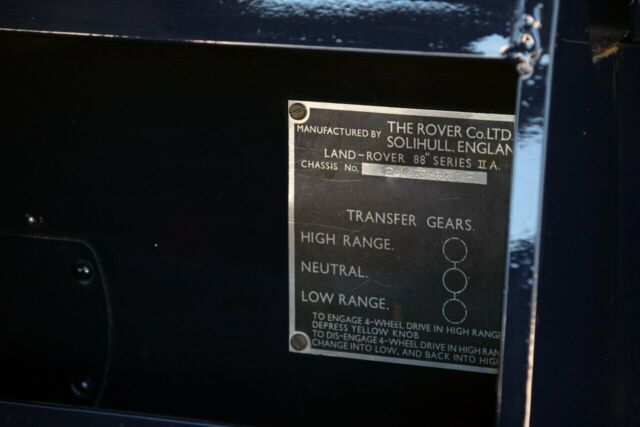 MANUFACTURED BY THE ROVER Co.LTD.
SOLIHULL. ENGLAN
LAND-ROVER 88" SERIES II A.
CHASSIS No.
TRANSFER GEARS.
HIGH RANGE.
NEUTRAL.
LOW RANGE.
TO ENGAGE 4-WHEEL DRIVE IN HIGH RANGE
DEPRESS YELLOW KNOB
TO DIS-ENGAGE 4-WHEEL DRIVE IN HIGH RAN
CHANGE INTO LOW, AND BACK INTO HIG